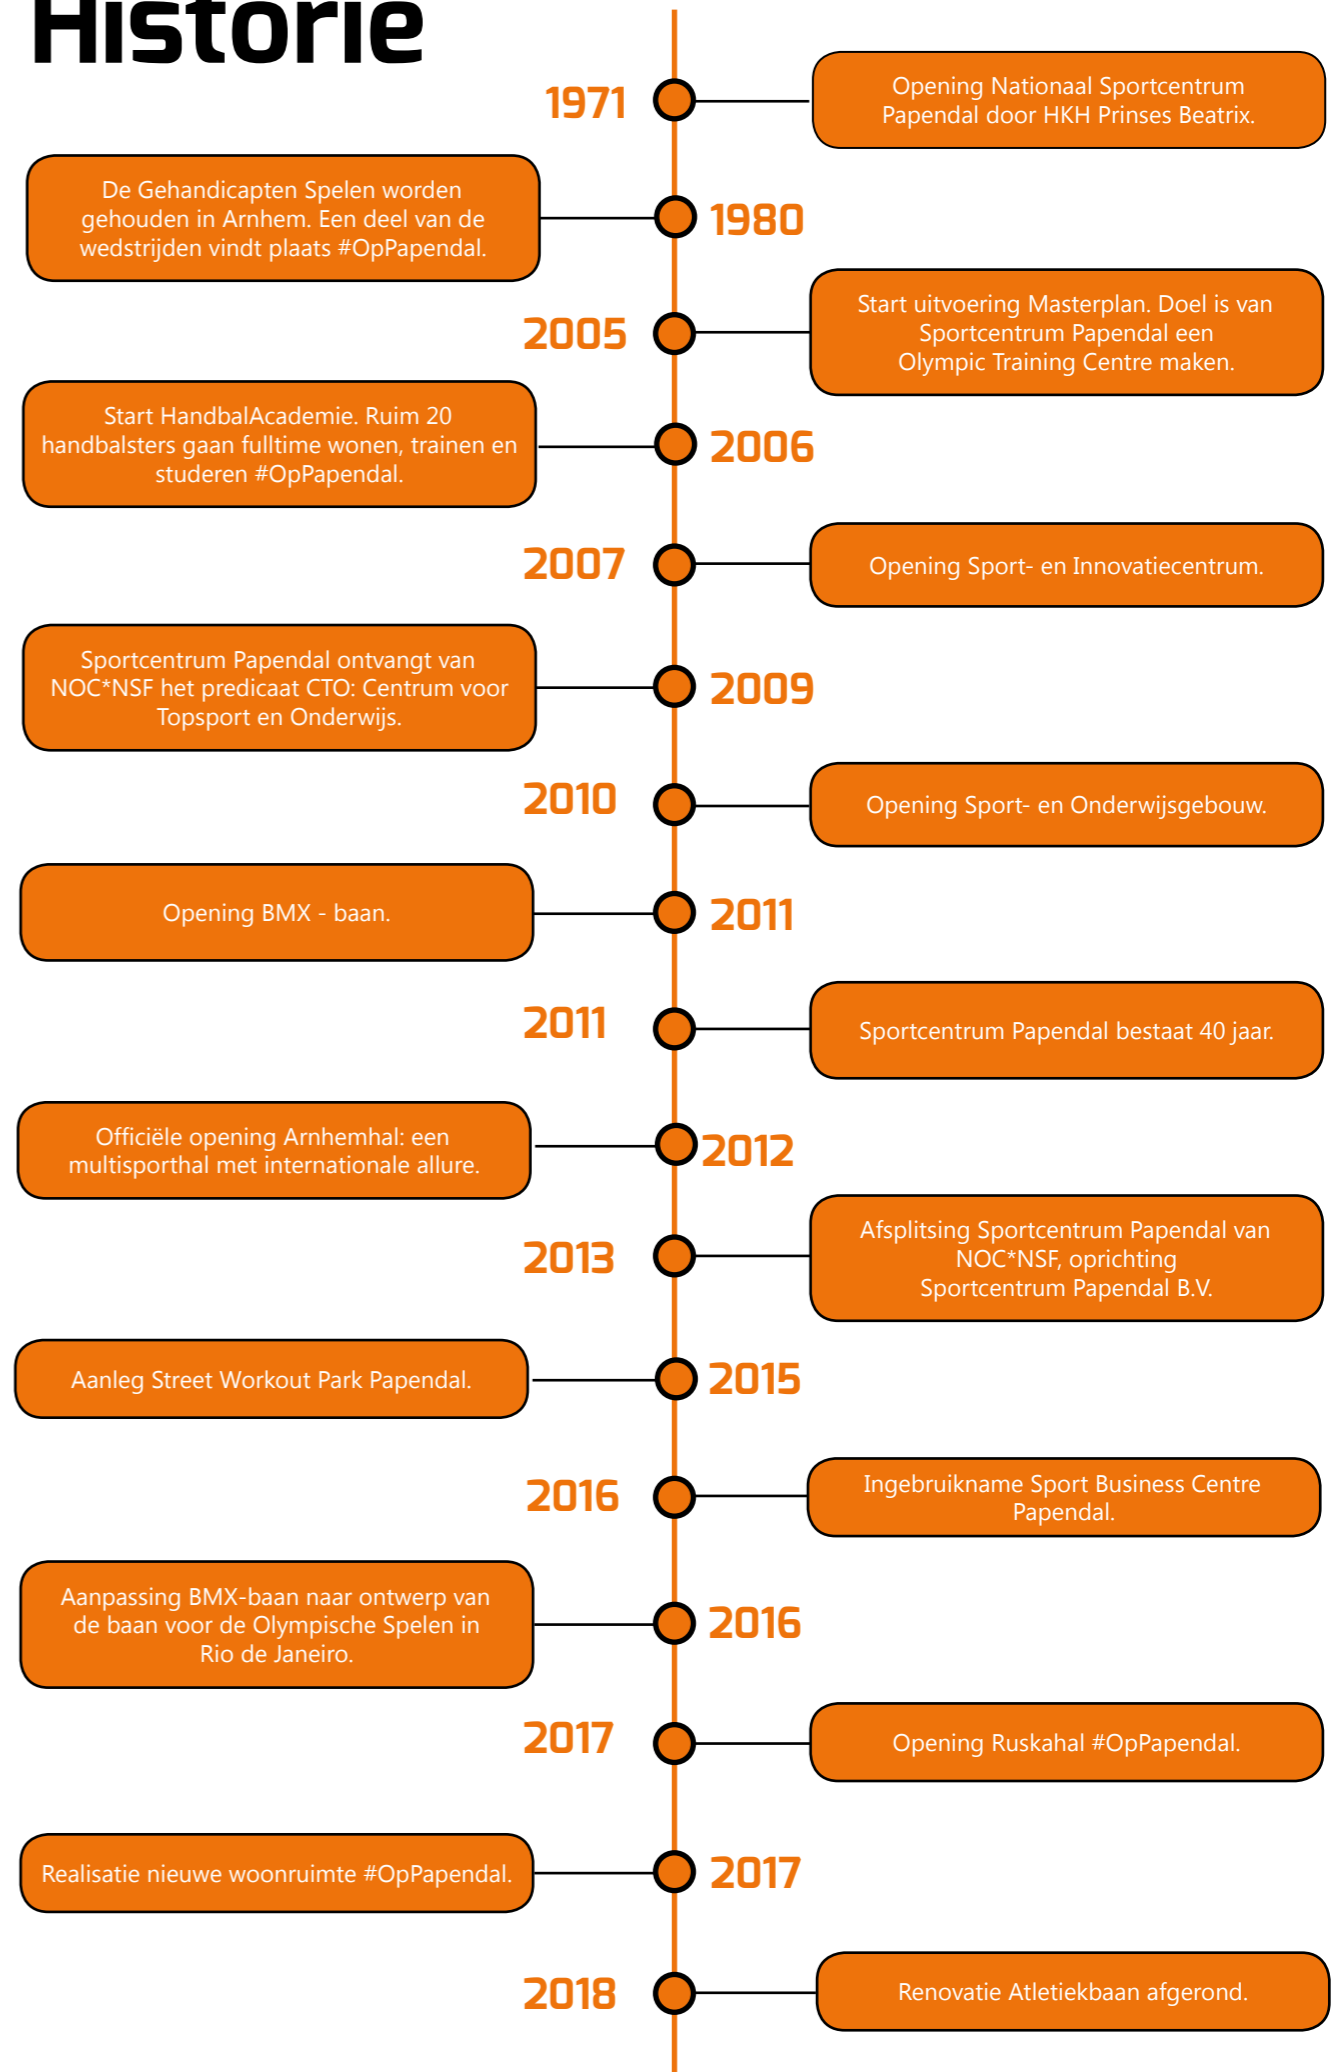 Historie
1971
Opening Nationaal Sportcentrum
Papendal door HKH Prinses Beatrix.
De Gehandicapten Spelen worden
gehouden in Arnhem. Een deel van de
wedstrijden vindt plaats #OpPapendal.
1980
2005
Start uitvoering Masterplan. Doel is van
Sportcentrum Papendal een
Olympic Training Centre maken.
Start HandbalAcademie. Ruim 20
handbalsters gaan fulltime wonen, trainen en
studeren #OpPapendal.
2006
2007
Opening Sport- en Innovatiecentrum.
Sportcentrum Papendal ontvangt van
NOC*NSF het predicaat CTO: Centrum voor
Topsport en Onderwijs.
2009
2010
Opening Sport- en Onderwijsgebouw.
Opening BMX - baan.
2011
2011
Sportcentrum Papendal bestaat 40 jaar.
Officiële opening Arnhemhal: een
multisporthal met internationale allure.
2012
2013
Afsplitsing Sportcentrum Papendal van
NOC*NSF, oprichting
Sportcentrum Papendal B.V.
Aanleg Street Workout Park Papendal.
2015
2016
Ingebruikname Sport Business Centre
Papendal.
Aanpassing BMX-baan naar ontwerp van
de baan voor de Olympische Spelen in
Rio de Janeiro.
2016
2017
Opening Ruskahal #OpPapendal.
Realisatie nieuwe woonruimte #OpPapendal.
2017
2018
Renovatie Atletiekbaan afgerond.